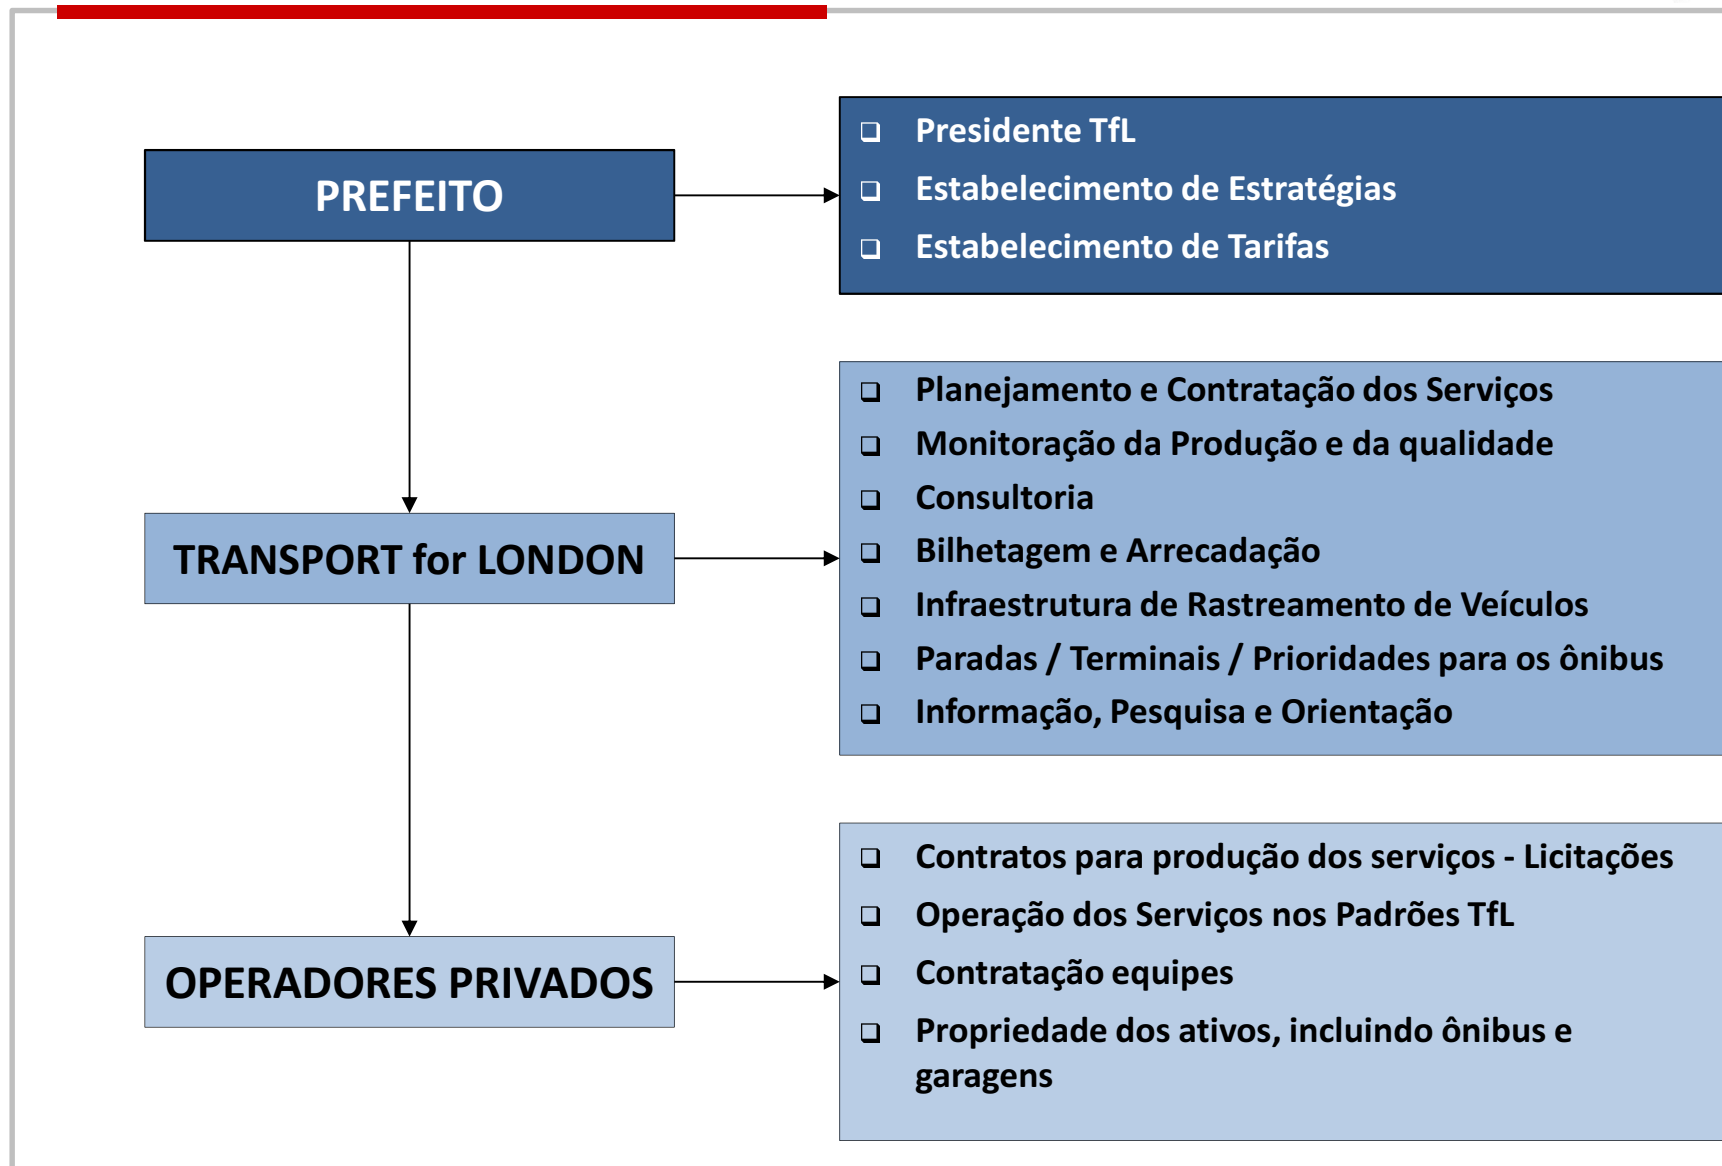 PREFEITO
Presidente TfL
Estabelecimento de Estratégias
Estabelecimento de Tarifas
TRANSPORT for LONDON
Planejamento e Contratação dos Serviços
Monitoração da Produção e da qualidade
Consultoria
Bilhetagem e Arrecadação
Infraestrutura de Rastreamento de Veículos
Paradas / Terminais / Prioridades para os ônibus
Informação, Pesquisa e Orientação
OPERADORES PRIVADOS
Contratos para produção dos serviços - Licitações
Operação dos Serviços nos Padrões TfL
Contratação equipes
Propriedade dos ativos, incluindo ônibus e
garagens